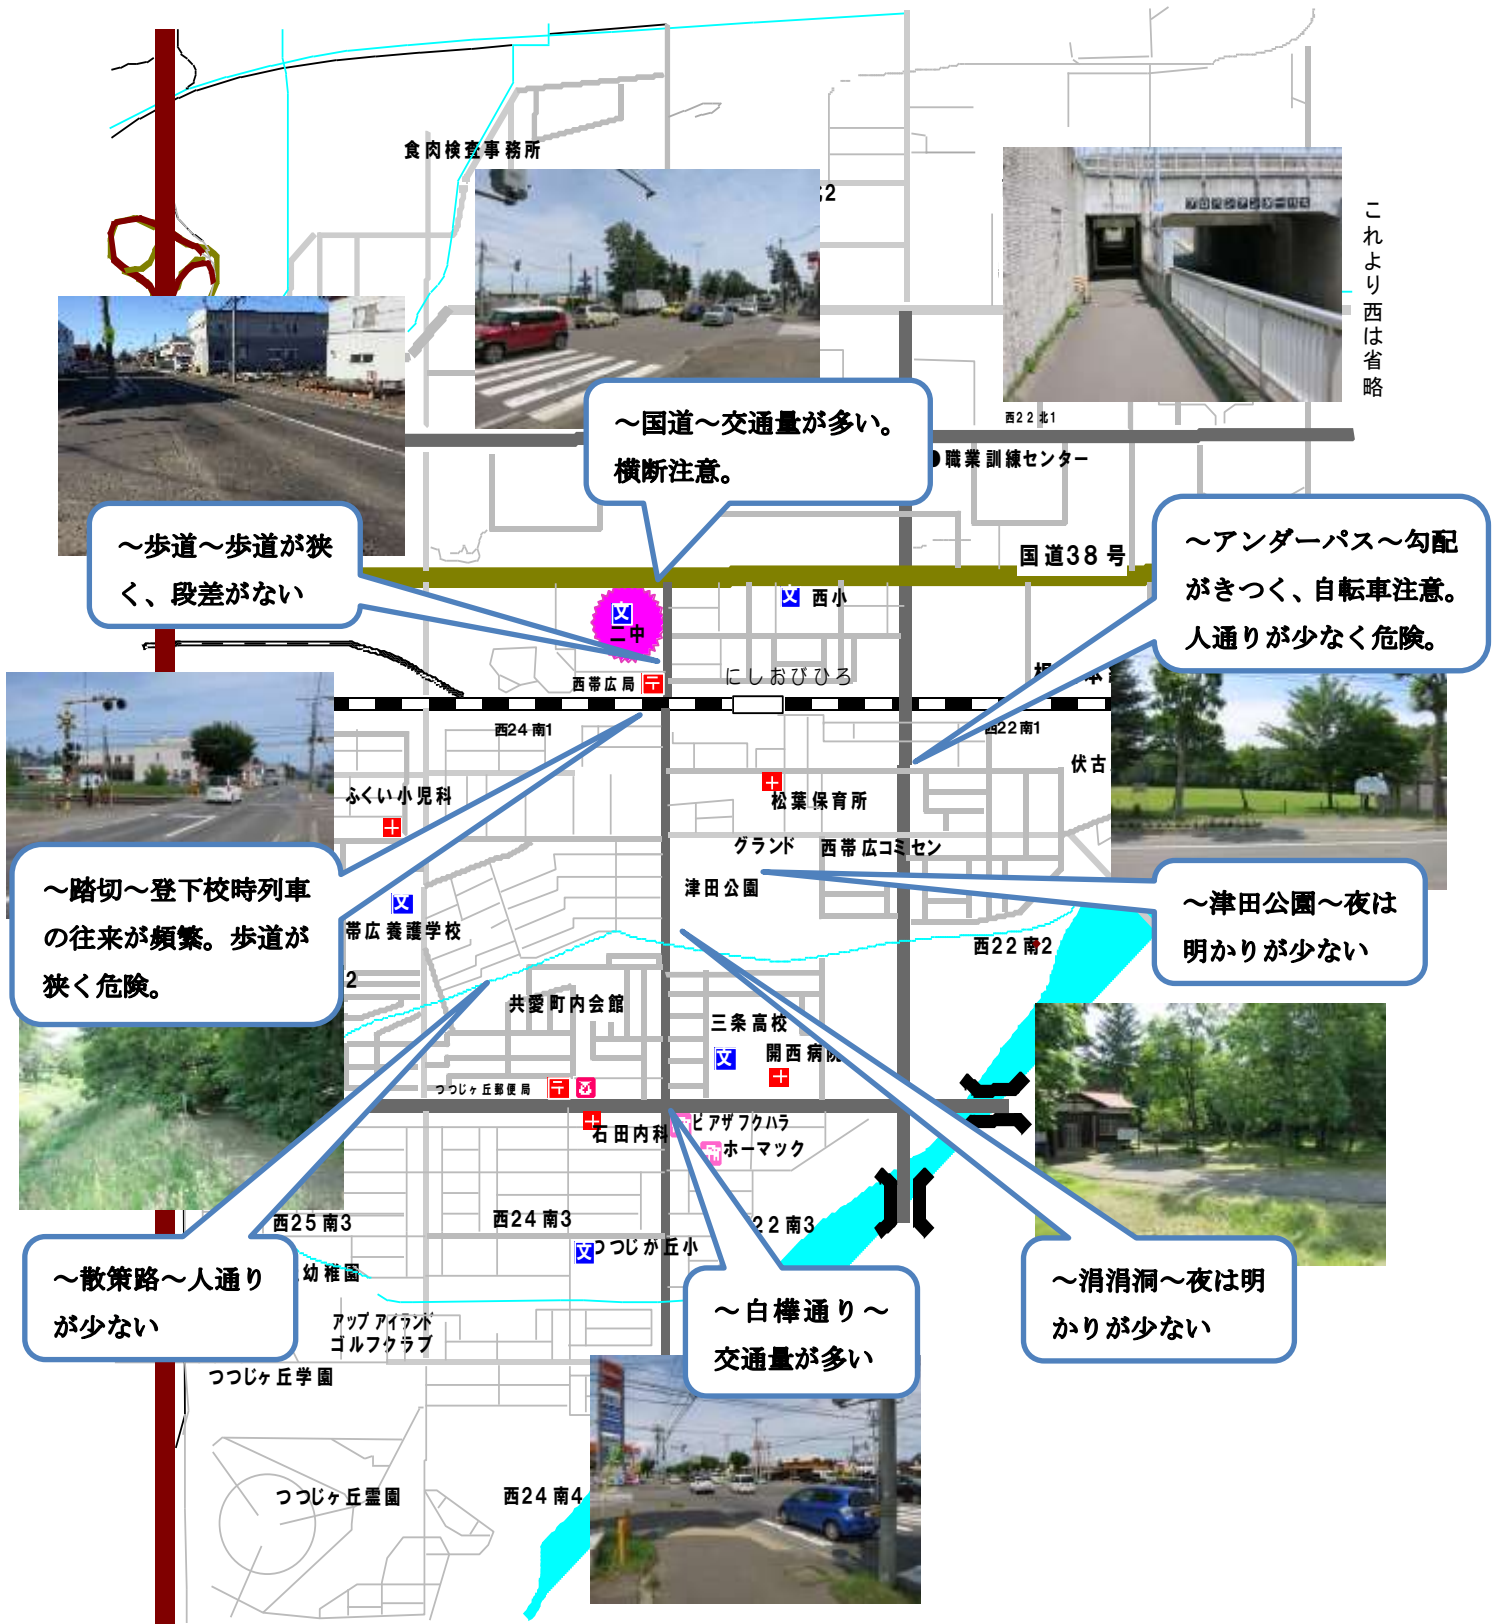 食肉検査事務所
プロパンアンダーパス
これより西は省略
西22北1
職業訓練センター
～国道～交通量が多い。
横断注意。
～歩道～歩道が狭
く、段差がない
国道38号
～アンダーパス～勾配
がきつく、自転車注意。
人通りが少なく危険。
文
二中
文
西小
西帯広局
〒
にしおびひろ
西24南1
西22南1
伏古
ふくい小児科
松葉保育所
グランド
西帯広コミセン
津田公園
～踏切～登下校時列車
の往来が頻繁。歩道が
狭く危険。
文
帯広養護学校
～津田公園～夜は
明かりが少ない
西22南2
共愛町内会館
三条高校
文
開西病院
つつじヶ丘郵便局
〒
石田内科
ピアザフクハラ
ホーマック
西25南3
西24南3
22南3
文
つつじが丘小
幼稚園
～散策路～人通り
が少ない
～白樺通り～
交通量が多い
～涓涓洞～夜は明
かりが少ない
アップアイランド
ゴルフクラブ
つつじヶ丘学園
つつじヶ丘霊園
西24南4